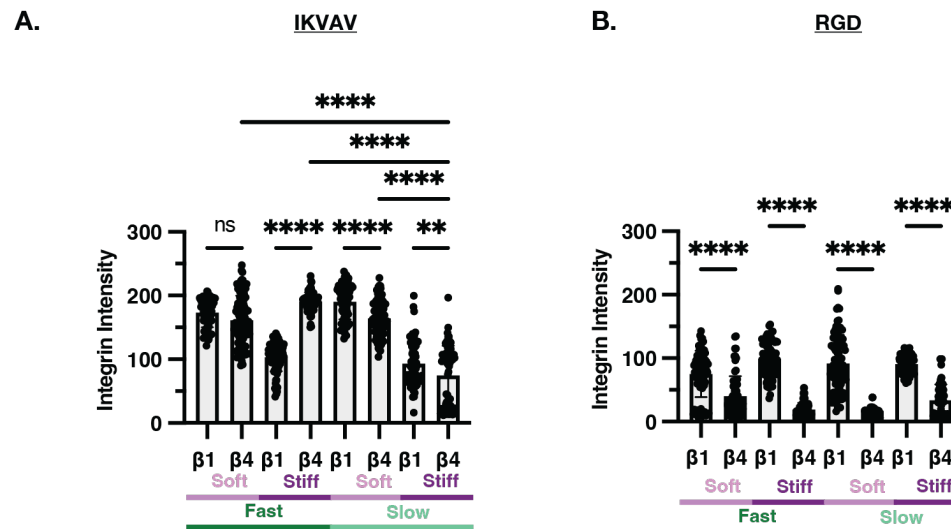 A.
IKVAV
****
****
****
ns
****
****
**
300
200
100
0
Integrin Intensity
β1
β4
β1
β4
β1
β4
β1
β4
Soft
Stiff
Soft
Stiff
Fast
Slow
B.
RGD
****
****
****
****
300
200
100
0
Integrin Intensity
β1
β4
β1
β4
β1
β4
β1
β4
Soft
Stiff
Soft
Stiff
Fast
Slow